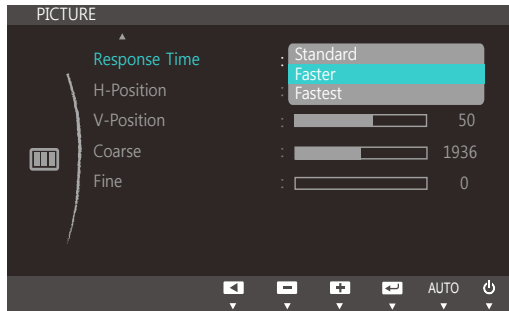 PICTURE
Response Time : Standard
Faster
H-Position : Fastest
V-Position : 50
Coarse : 1936
Fine : 0
AUTO